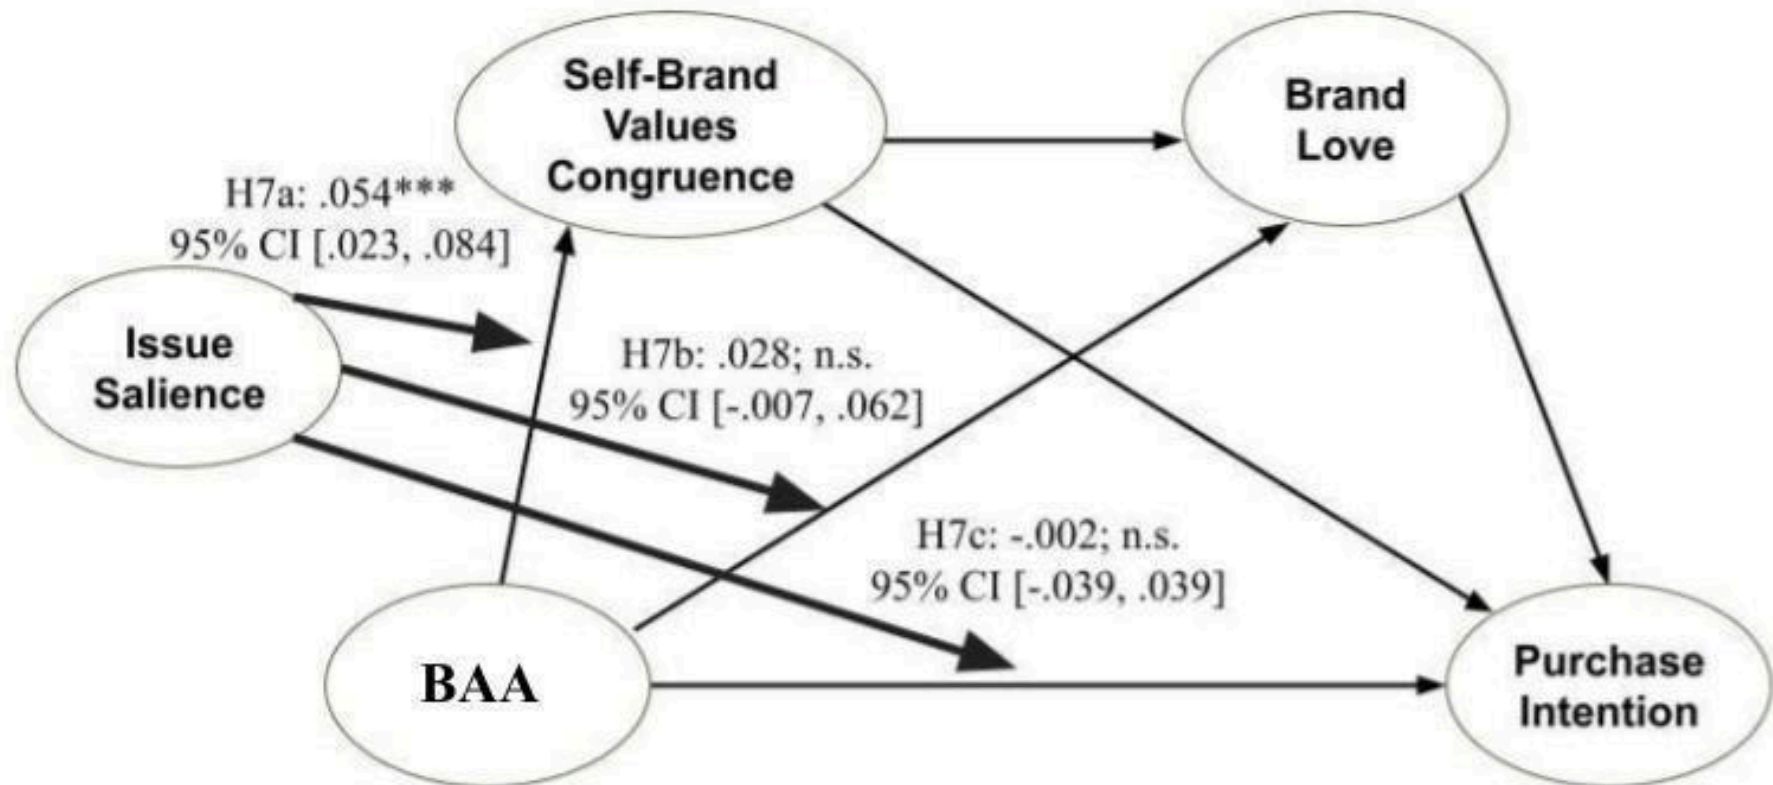 Self-Brand
Values
Congruence
Brand
Love
H7a: .054***
95% CI [.023, .084]
Issue
Salience
H7b: .028; n.s.
95% CI [-.007, .062]
H7c: -.002; n.s.
95% CI [-.039, .039]
BAA
Purchase
Intention